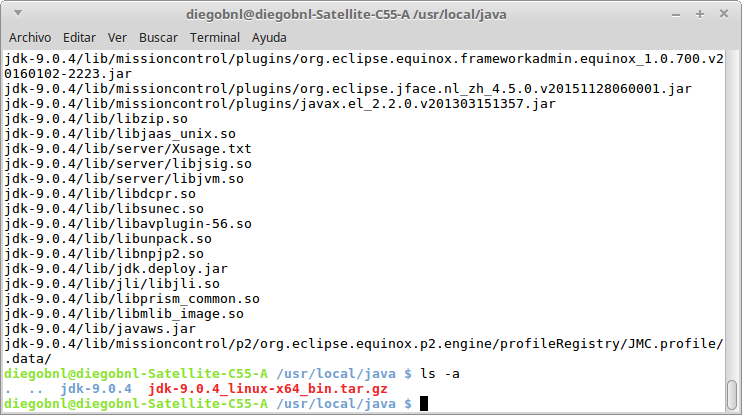 diegobnl@diegobnl-Satellite-C55-A /usr/local/java
Archivo Editar Ver Buscar Terminal Ayuda
jdk-9.0.4/lib/missioncontrol/plugins/org.eclipse.equinox.frameworkadmin.equinox_1.0.700.v2
0160102-2223.jar
jdk-9.0.4/lib/missioncontrol/plugins/org.eclipse.jface.nl_zh_4.5.0.v20151128060001.jar
jdk-9.0.4/lib/missioncontrol/plugins/javax.el_2.2.0.v201303151357.jar
jdk-9.0.4/lib/libzip.so
jdk-9.0.4/lib/libjaas_unix.so
jdk-9.0.4/lib/server/Xusage.txt
jdk-9.0.4/lib/server/libjsig.so
jdk-9.0.4/lib/server/libjvm.so
jdk-9.0.4/lib/libdcpr.so
jdk-9.0.4/lib/libsunec.so
jdk-9.0.4/lib/libavplugin-56.so
jdk-9.0.4/lib/libunpack.so
jdk-9.0.4/lib/libnpjp2.so
jdk-9.0.4/lib/jdk.deploy.jar
jdk-9.0.4/lib/jli/libjli.so
jdk-9.0.4/lib/libprism_common.so
jdk-9.0.4/lib/libmlib_image.so
jdk-9.0.4/lib/javaws.jar
jdk-9.0.4/lib/missioncontrol/p2/org.eclipse.equinox.p2.engine/profileRegistry/JMC.profile/
.data/
diegobnl@diegobnl-Satellite-C55-A /usr/local/java $ ls -a
. .. jdk-9.0.4 jdk-9.0.4_linux-x64_bin.tar.gz
diegobnl@diegobnl-Satellite-C55-A /usr/local/java $